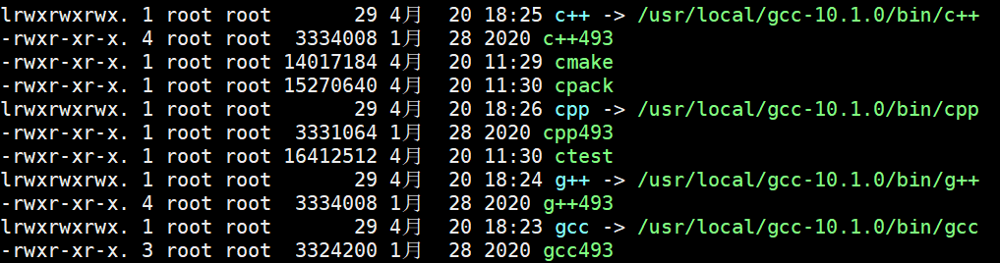 lrwxrwxrwx. 1 root root       29 4月  20 18:25 c++ -> /usr/local/gcc-10.1.0/bin/c++
-rwxr-xr-x. 4 root root  3334008 1月  28 2020 c++493
-rwxr-xr-x. 1 root root 14017184 4月  20 11:29 cmake
-rwxr-xr-x. 1 root root 15270640 4月  20 11:30 cpack
lrwxrwxrwx. 1 root root       29 4月  20 18:26 cpp -> /usr/local/gcc-10.1.0/bin/cpp
-rwxr-xr-x. 1 root root  3331064 1月  28 2020 cpp493
-rwxr-xr-x. 1 root root 16412512 4月  20 11:30 ctest
lrwxrwxrwx. 1 root root       29 4月  20 18:24 g++ -> /usr/local/gcc-10.1.0/bin/g++
-rwxr-xr-x. 4 root root  3334008 1月  28 2020 g++493
lrwxrwxrwx. 1 root root       29 4月  20 18:23 gcc -> /usr/local/gcc-10.1.0/bin/gcc
-rwxr-xr-x. 3 root root  3324200 1月  28 2020 gcc493